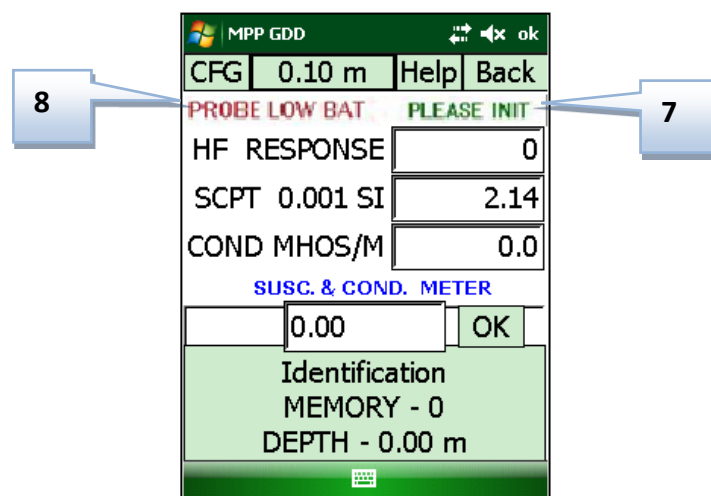 MPP GDD ok
CFG 0.10 m Help Back
8
PROBE LOW BAT PLEASE INIT
7
HF RESPONSE 0
SCPT 0.001 SI 2.14
COND MHOS/M 0.0
SUSC. & COND. METER
0.00 OK
Identification
MEMORY - 0
DEPTH - 0.00 m